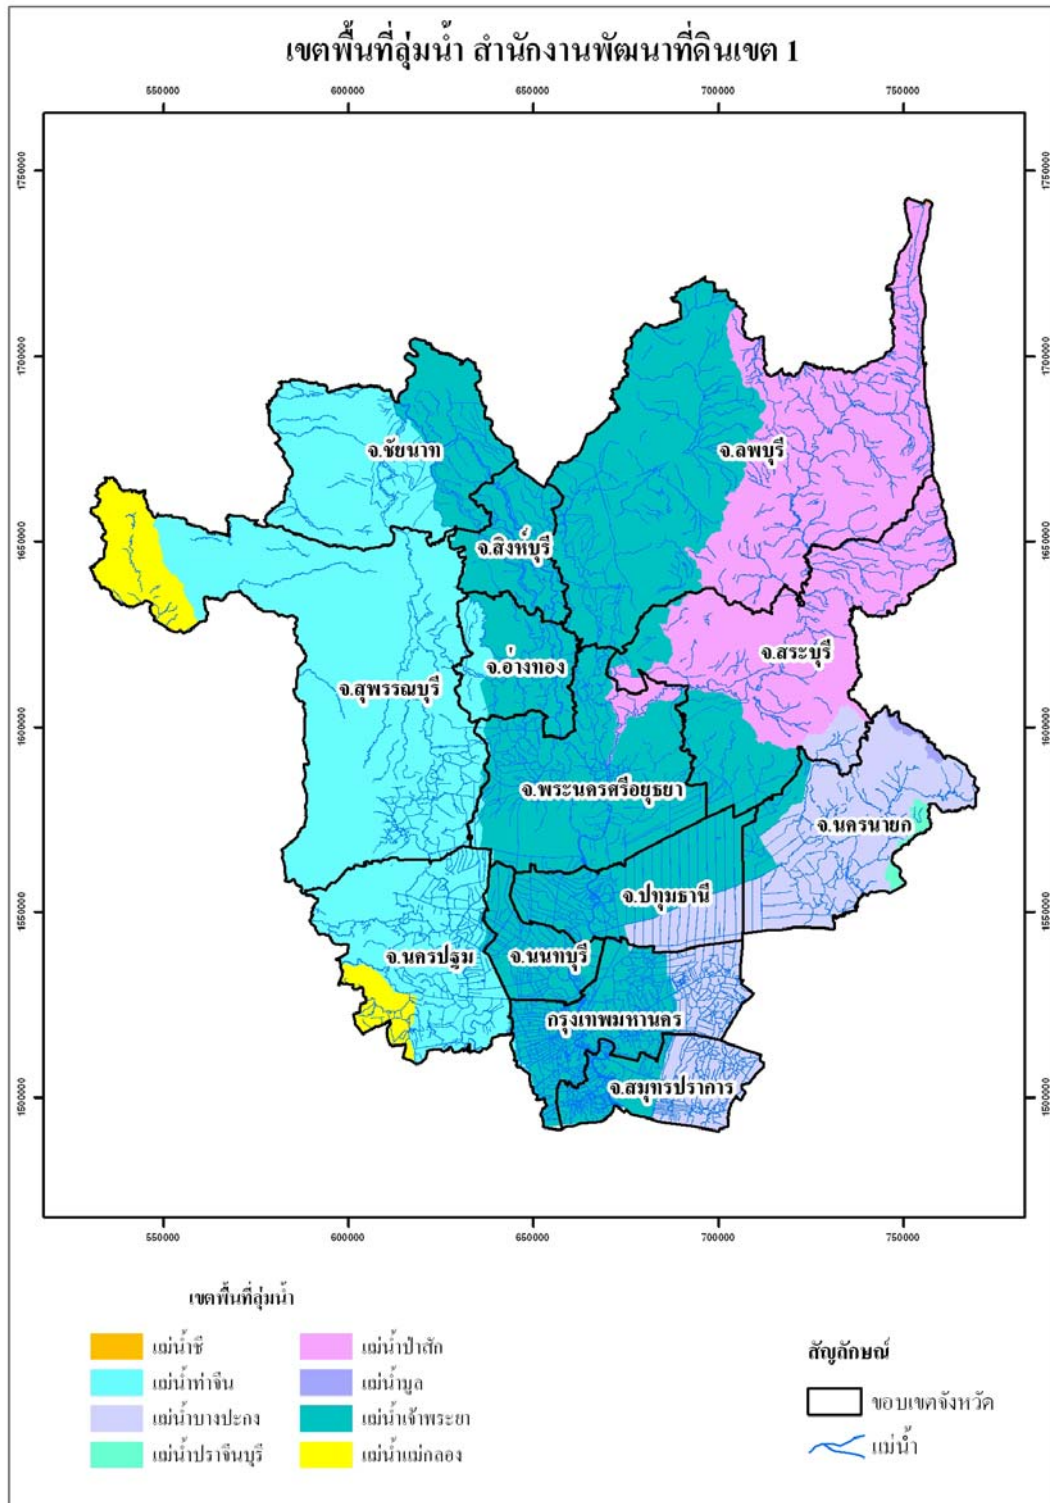 เขตพื้นที่ลุ่มน้ำ สำนักงานพัฒนาที่ดินเขต 1
550000 600000 650000 700000 750000
1750000 1750000
1700000 1700000
จ.ชัยนาท จ.ลพบุรี
1650000 1650000
จ.สิงห์บุรี
จ.อ่างทอง จ.สระบุรี
จ.สุพรรณบุรี
1600000 1600000
จ.พระนครศรีอยุธยา
จ.นครนายก
จ.ปทุมธานี
1550000 1550000
จ.นครปฐม จ.นนทบุรี
กรุงเทพมหานคร
จ.สมุทรปราการ
1500000 1500000
550000 600000 650000 700000 750000
เขตพื้นที่ลุ่มน้ำ
แม่น้ำชี
แม่น้ำท่าจีน
แม่น้ำบางปะกง
แม่น้ำปราจีนบุรี
แม่น้ำป่าสัก
แม่น้ำมูล
แม่น้ำเจ้าพระยา
แม่น้ำแม่กลอง
สัญลักษณ์
ขอบเขตจังหวัด
แม่น้ำ